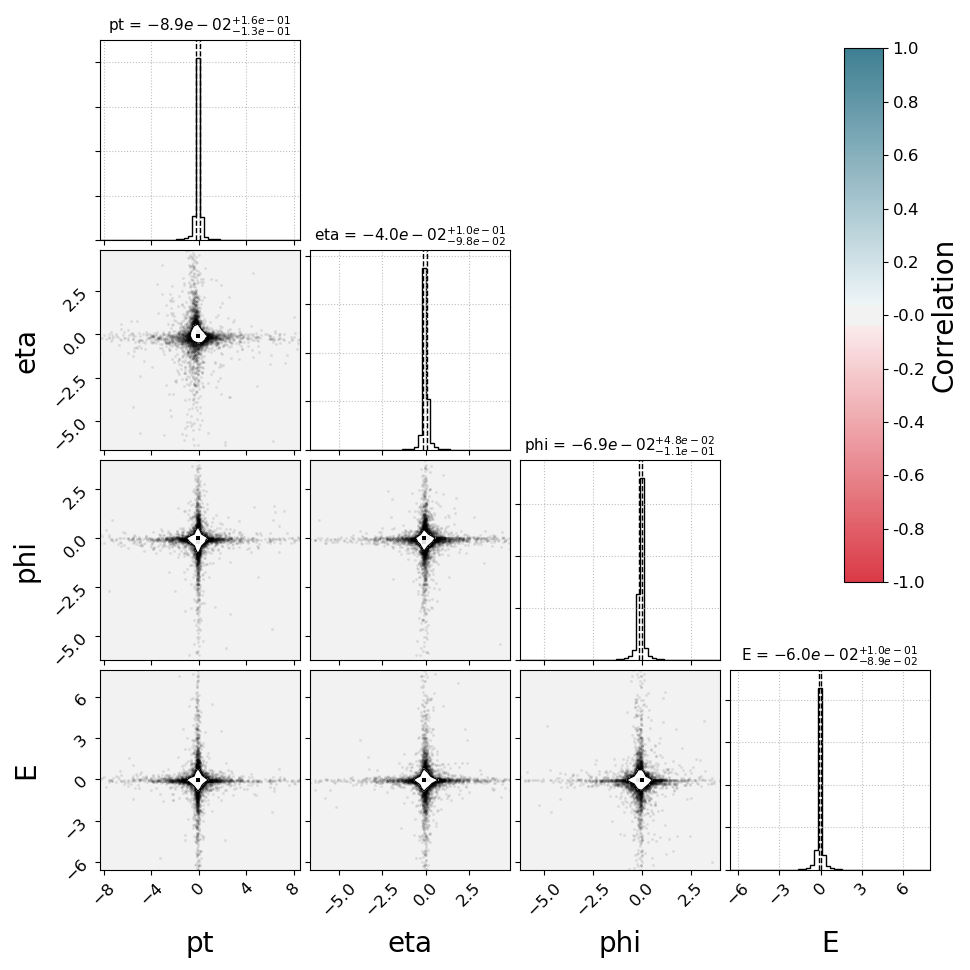 pt = −8.9e − 02 +1.6e−01 −1.3e−01
1.0
0.8
0.6
0.4
0.2
-0.0
-0.2
-0.4
-0.6
-0.8
-1.0
Correlation
eta = −4.0e − 02 +1.0e−01 −9.8e−02
eta
2.5
0.0
−2.5
−5.0
phi = −6.9e − 02 +4.8e−02 −1.1e−01
phi
2.5
0.0
−2.5
−5.0
E = −6.0e − 02 +1.0e−01 −8.9e−02
E
6
3
0
−3
−6
−8 −4 0 4 8
−5.0 −2.5 0.0 2.5
−5.0 −2.5 0.0 2.5
−6 −3 0 3 6
pt eta phi E